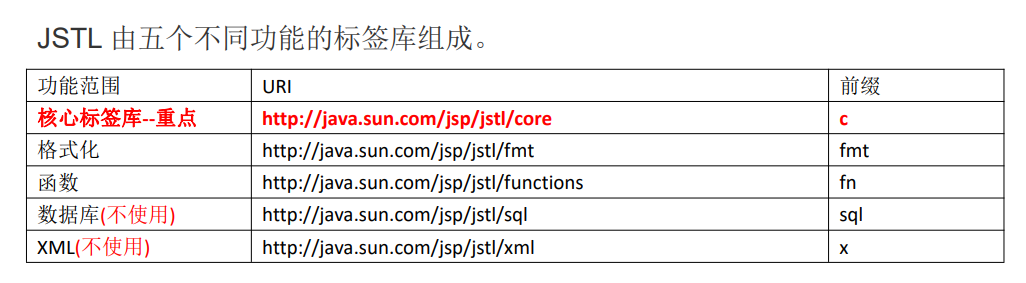 JSTL 由五个不同功能的标签库组成。
功能范围 URI 前缀
核心标签库--重点 http://java.sun.com/jsp/jstl/core c
格式化 http://java.sun.com/jsp/jstl/fmt fmt
函数 http://java.sun.com/jsp/jstl/functions fn
数据库(不使用) http://java.sun.com/jsp/jstl/sql sql
XML(不使用) http://java.sun.com/jsp/jstl/xml x